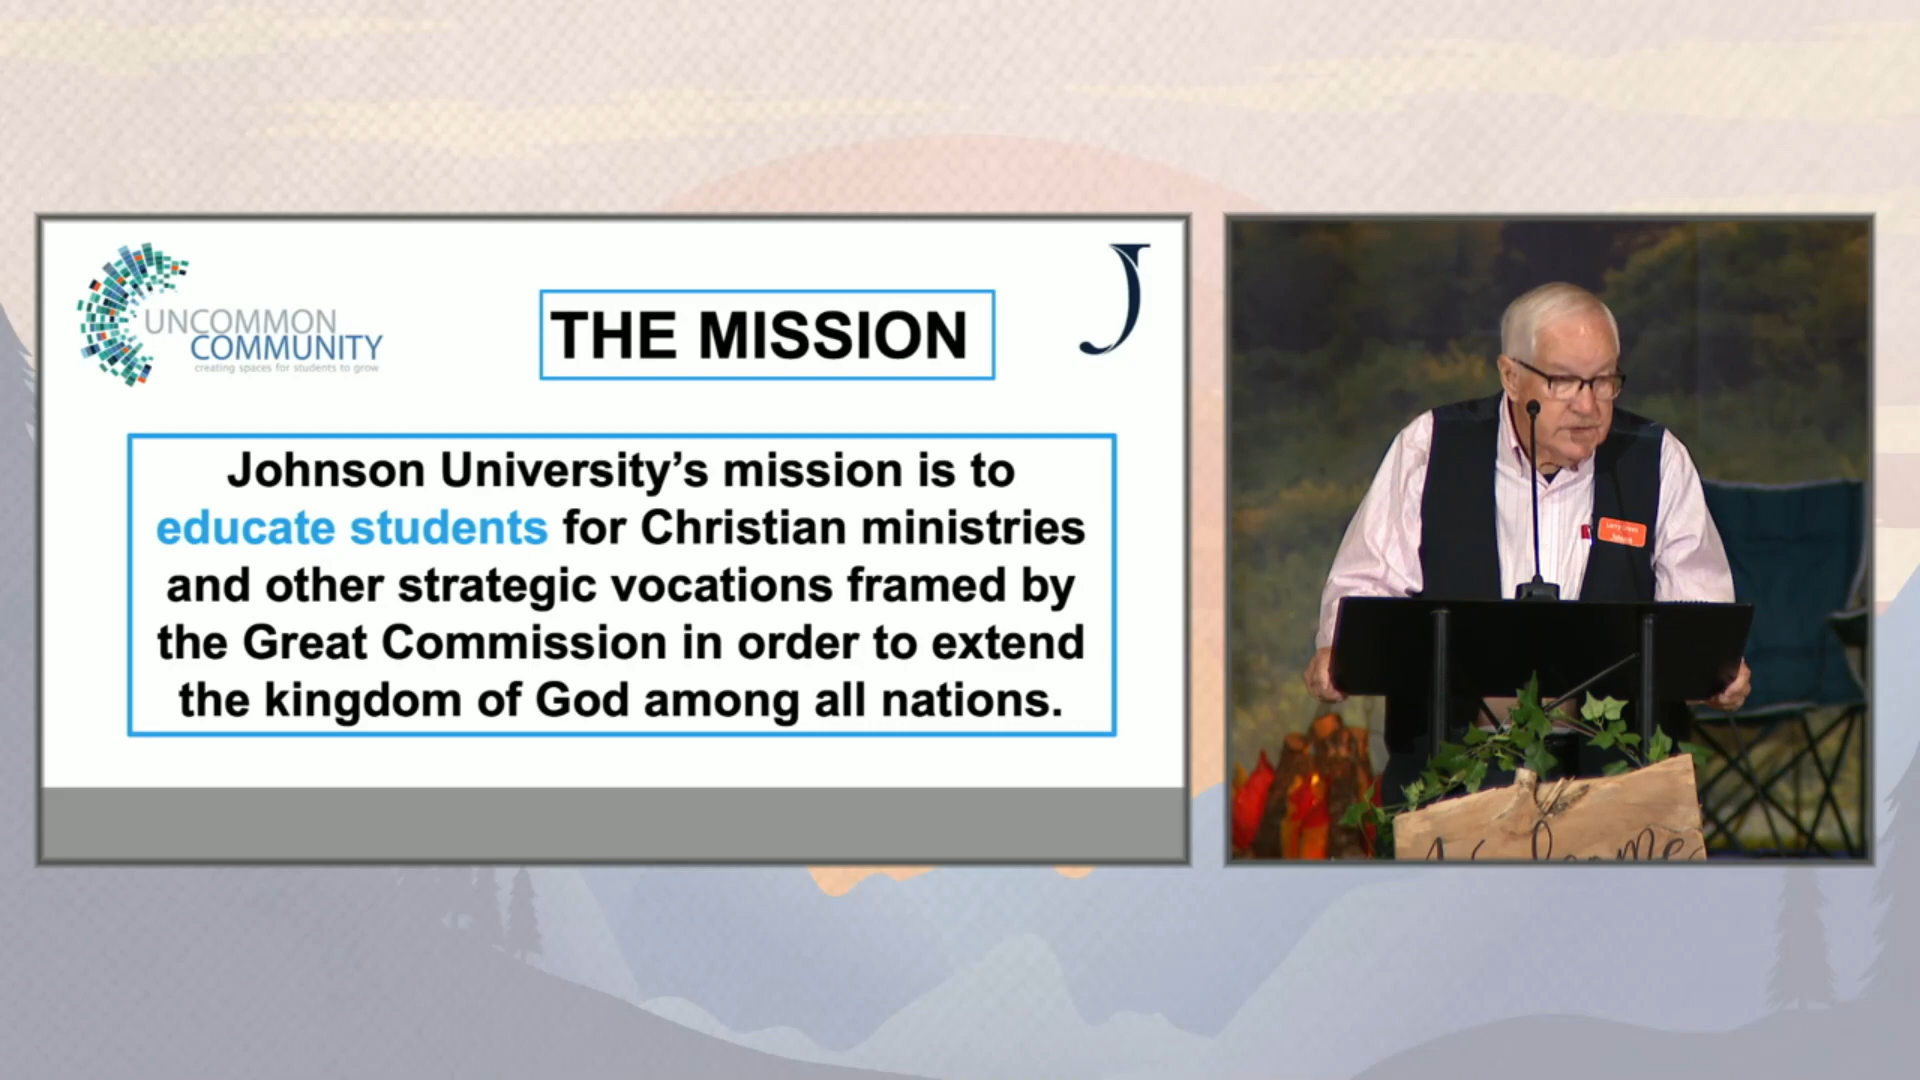 UNCOMMON
COMMUNITY
creating spaces for students to grow
THE MISSION
J
Johnson University’s mission is to
educate students for Christian ministries
and other strategic vocations framed by
the Great Commission in order to extend
the kingdom of God among all nations.
Welcome